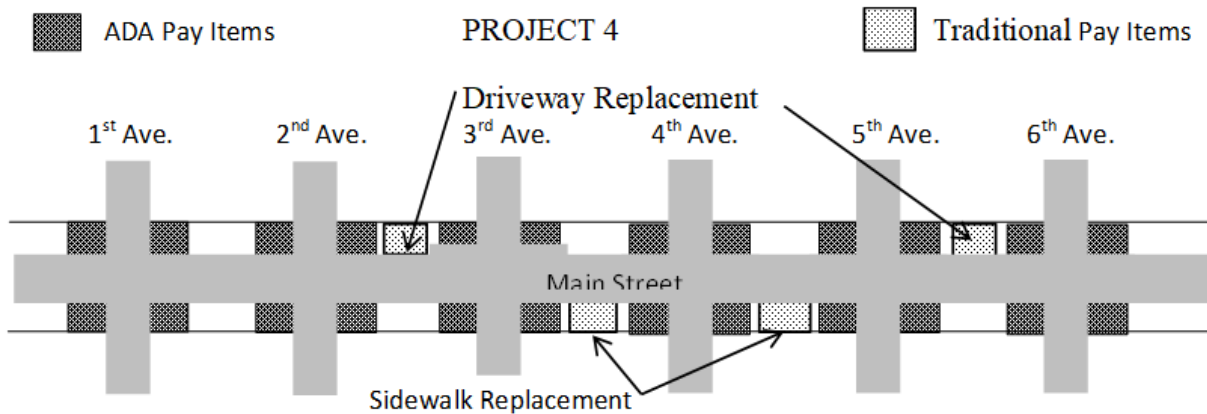 ADA Pay Items PROJECT 4 Traditional Pay Items
Driveway Replacement
1st Ave. 2nd Ave. 3rd Ave. 4th Ave. 5th Ave. 6th Ave.
Main Street
Sidewalk Replacement